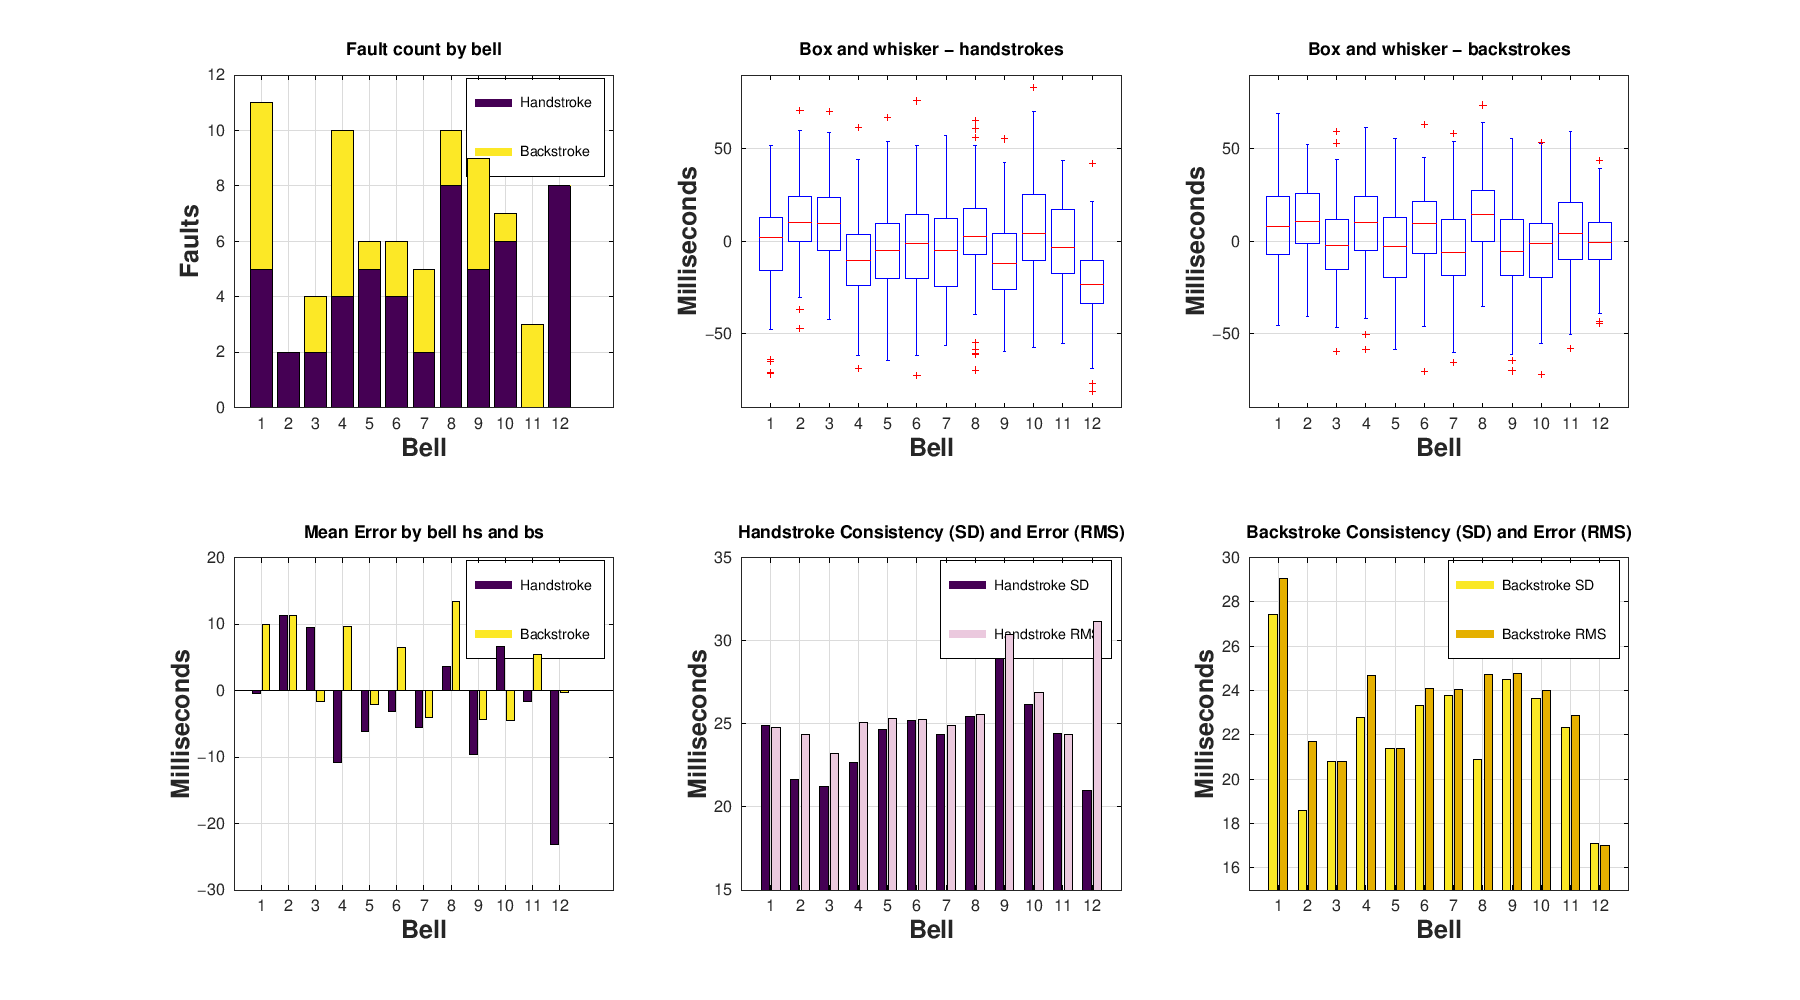 Fault count by bell
12
10
8
6
4
2
0
Faults
Handstroke
Backstroke
1 2 3 4 5 6 7 8 9 10 11 12
Bell
Box and whisker – handstrokes
50
0
−50
Milliseconds
1 2 3 4 5 6 7 8 9 10 11 12
Bell
Box and whisker – backstrokes
50
0
−50
Milliseconds
1 2 3 4 5 6 7 8 9 10 11 12
Bell
Mean Error by bell hs and bs
20
10
0
−10
−20
−30
Milliseconds
Handstroke
Backstroke
1 2 3 4 5 6 7 8 9 10 11 12
Bell
Handstroke Consistency (SD) and Error (RMS)
35
30
25
20
15
Milliseconds
Handstroke SD
Handstroke RMS
1 2 3 4 5 6 7 8 9 10 11 12
Bell
Backstroke Consistency (SD) and Error (RMS)
30
28
26
24
22
20
18
16
Milliseconds
Backstroke SD
Backstroke RMS
1 2 3 4 5 6 7 8 9 10 11 12
Bell